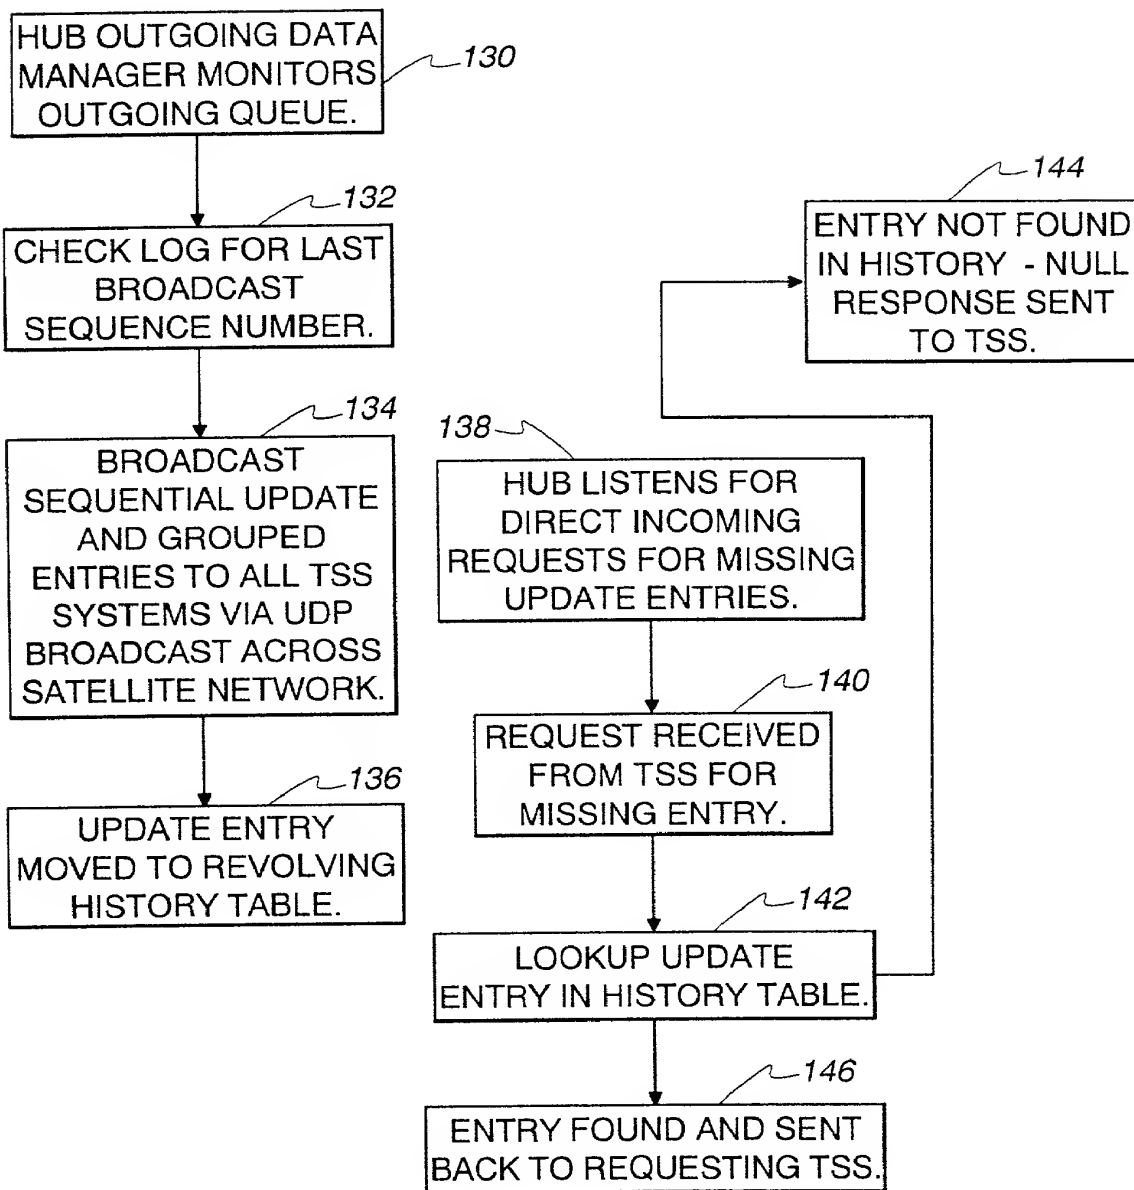 HUB OUTGOING DATA
MANAGER MONITORS
OUTGOING QUEUE.
130
132
CHECK LOG FOR LAST
BROADCAST
SEQUENCE NUMBER.
134
BROADCAST
SEQUENTIAL UPDATE
AND GROUPED
ENTRIES TO ALL TSS
SYSTEMS VIA UDP
BROADCAST ACROSS
SATELLITE NETWORK.
136
UPDATE ENTRY
MOVED TO REVOLVING
HISTORY TABLE.
138
HUB LISTENS FOR
DIRECT INCOMING
REQUESTS FOR MISSING
UPDATE ENTRIES.
140
REQUEST RECEIVED
FROM TSS FOR
MISSING ENTRY.
142
LOOKUP UPDATE
ENTRY IN HISTORY TABLE.
144
ENTRY NOT FOUND
IN HISTORY - NULL
RESPONSE SENT
TO TSS.
146
ENTRY FOUND AND SENT
BACK TO REQUESTING TSS.